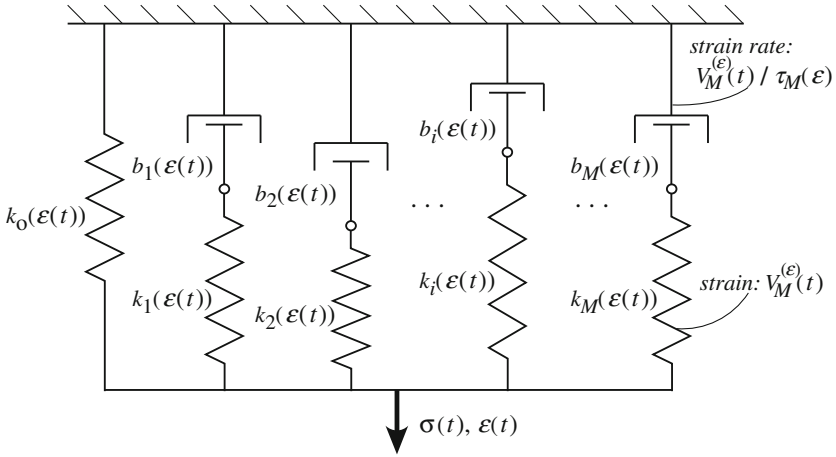 strain rate:
V_M^(ε)(t) / τ_M(ε)
b_1(ε(t))
b_2(ε(t))
b_i(ε(t))
b_M(ε(t))
. . .
. . .
k_o(ε(t))
k_1(ε(t))
k_2(ε(t))
k_i(ε(t))
k_M(ε(t))
strain: V_M^(ε)(t)
σ(t), ε(t)